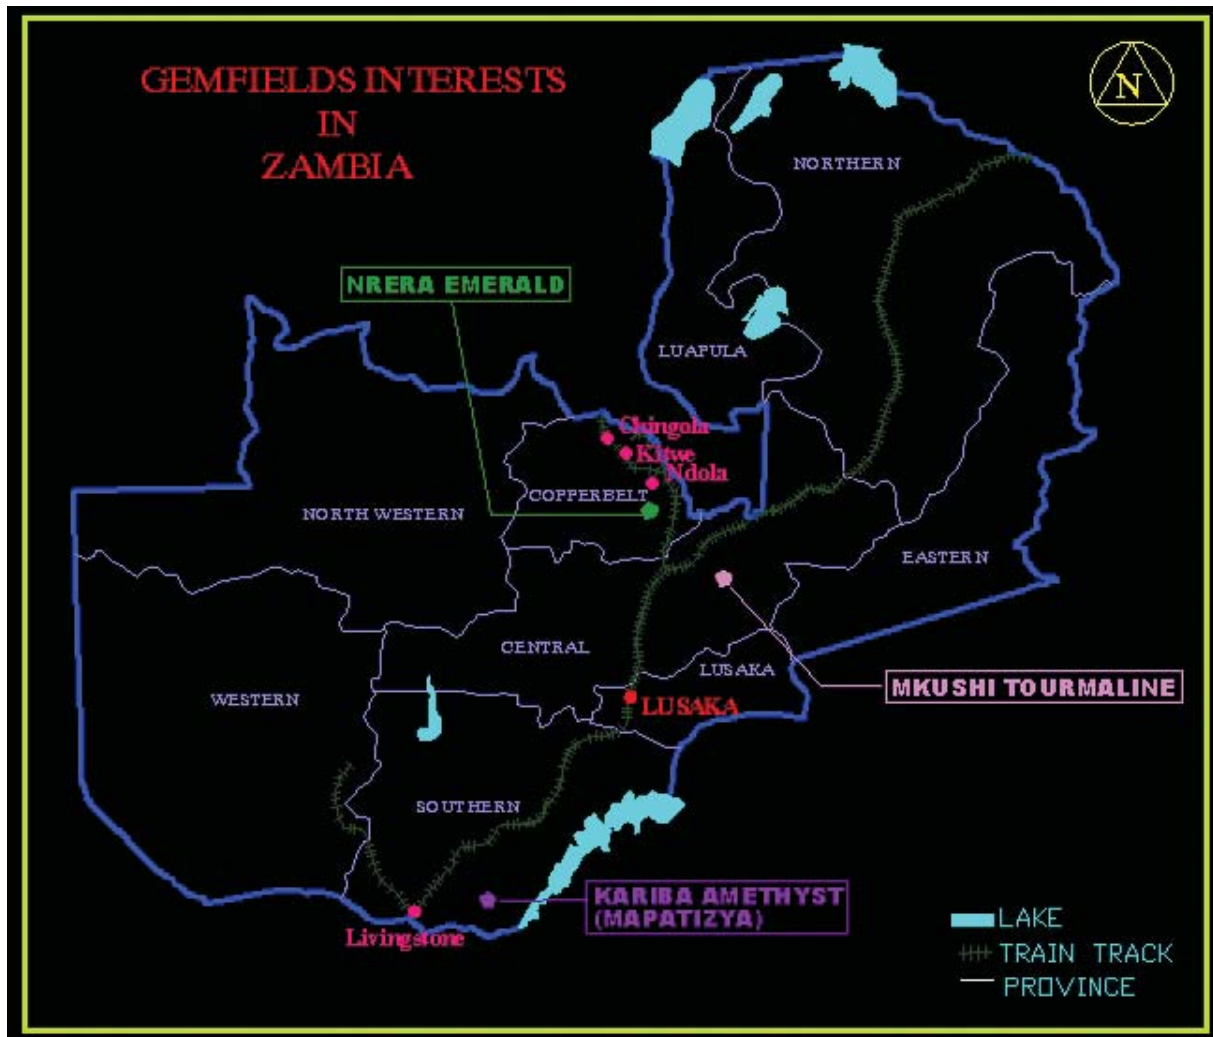 GEMFIELDS INTERESTS
IN
ZAMBIA
N
NORTHERN
NRERA EMERALD
LUAPULA
Chingola
Kitwe
Ndola
COPPERBELT
NORTH WESTERN
EASTERN
CENTRAL
LUSAKA
MKUSHI TOURMALINE
WESTERN
LUSAKA
SOUTHERN
KARIBA AMETHYST
(MAPATIZYA)
Livingstone
LAKE
TRAIN TRACK
PROVINCE